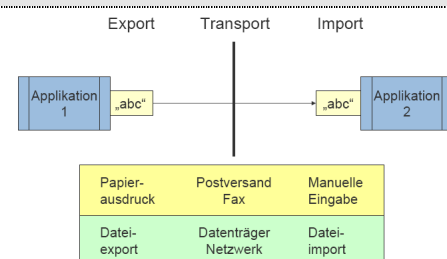 Export Transport Import
Applikation
1
„abc“
„abc“
Applikation
2
Papier-
ausdruck
Postversand
Fax
Manuelle
Eingabe
Datei-
export
Datenträger
Netzwerk
Datei-
import